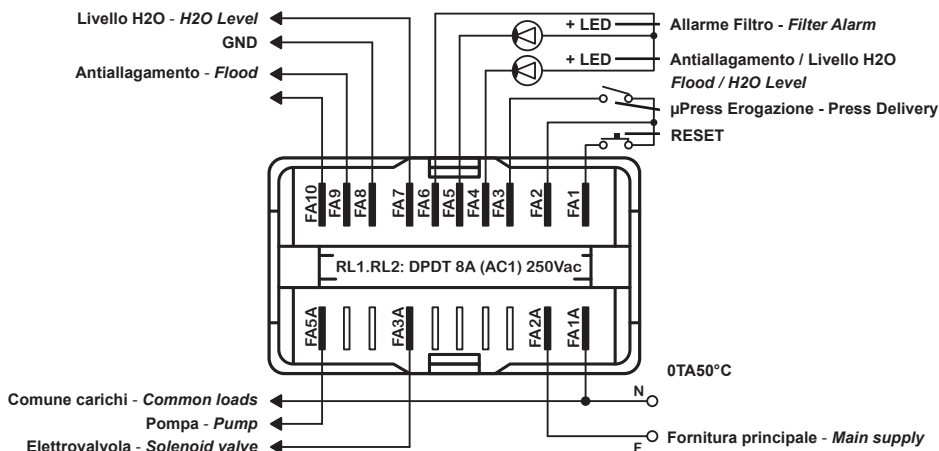 Livello H2O - H2O Level
GND
Antiallagamento - Flood
+ LED
Allarme Filtro - Filter Alarm
+ LED
Antiallagamento / Livello H2O
Flood / H2O Level
µPress Erogazione - Press Delivery
RESET
FA10
FA9
FA8
FA7
FA6
FA5
FA4
FA3
FA2
FA1
RL1.RL2: DPDT 8A (AC1) 250Vac
FA5A
FA3A
FA2A
FA1A
0TA50°C
Comune carichi - Common loads
N
Pompa - Pump
Elettrovalvola - Solenoid valve
F
Fornitura principale - Main supply